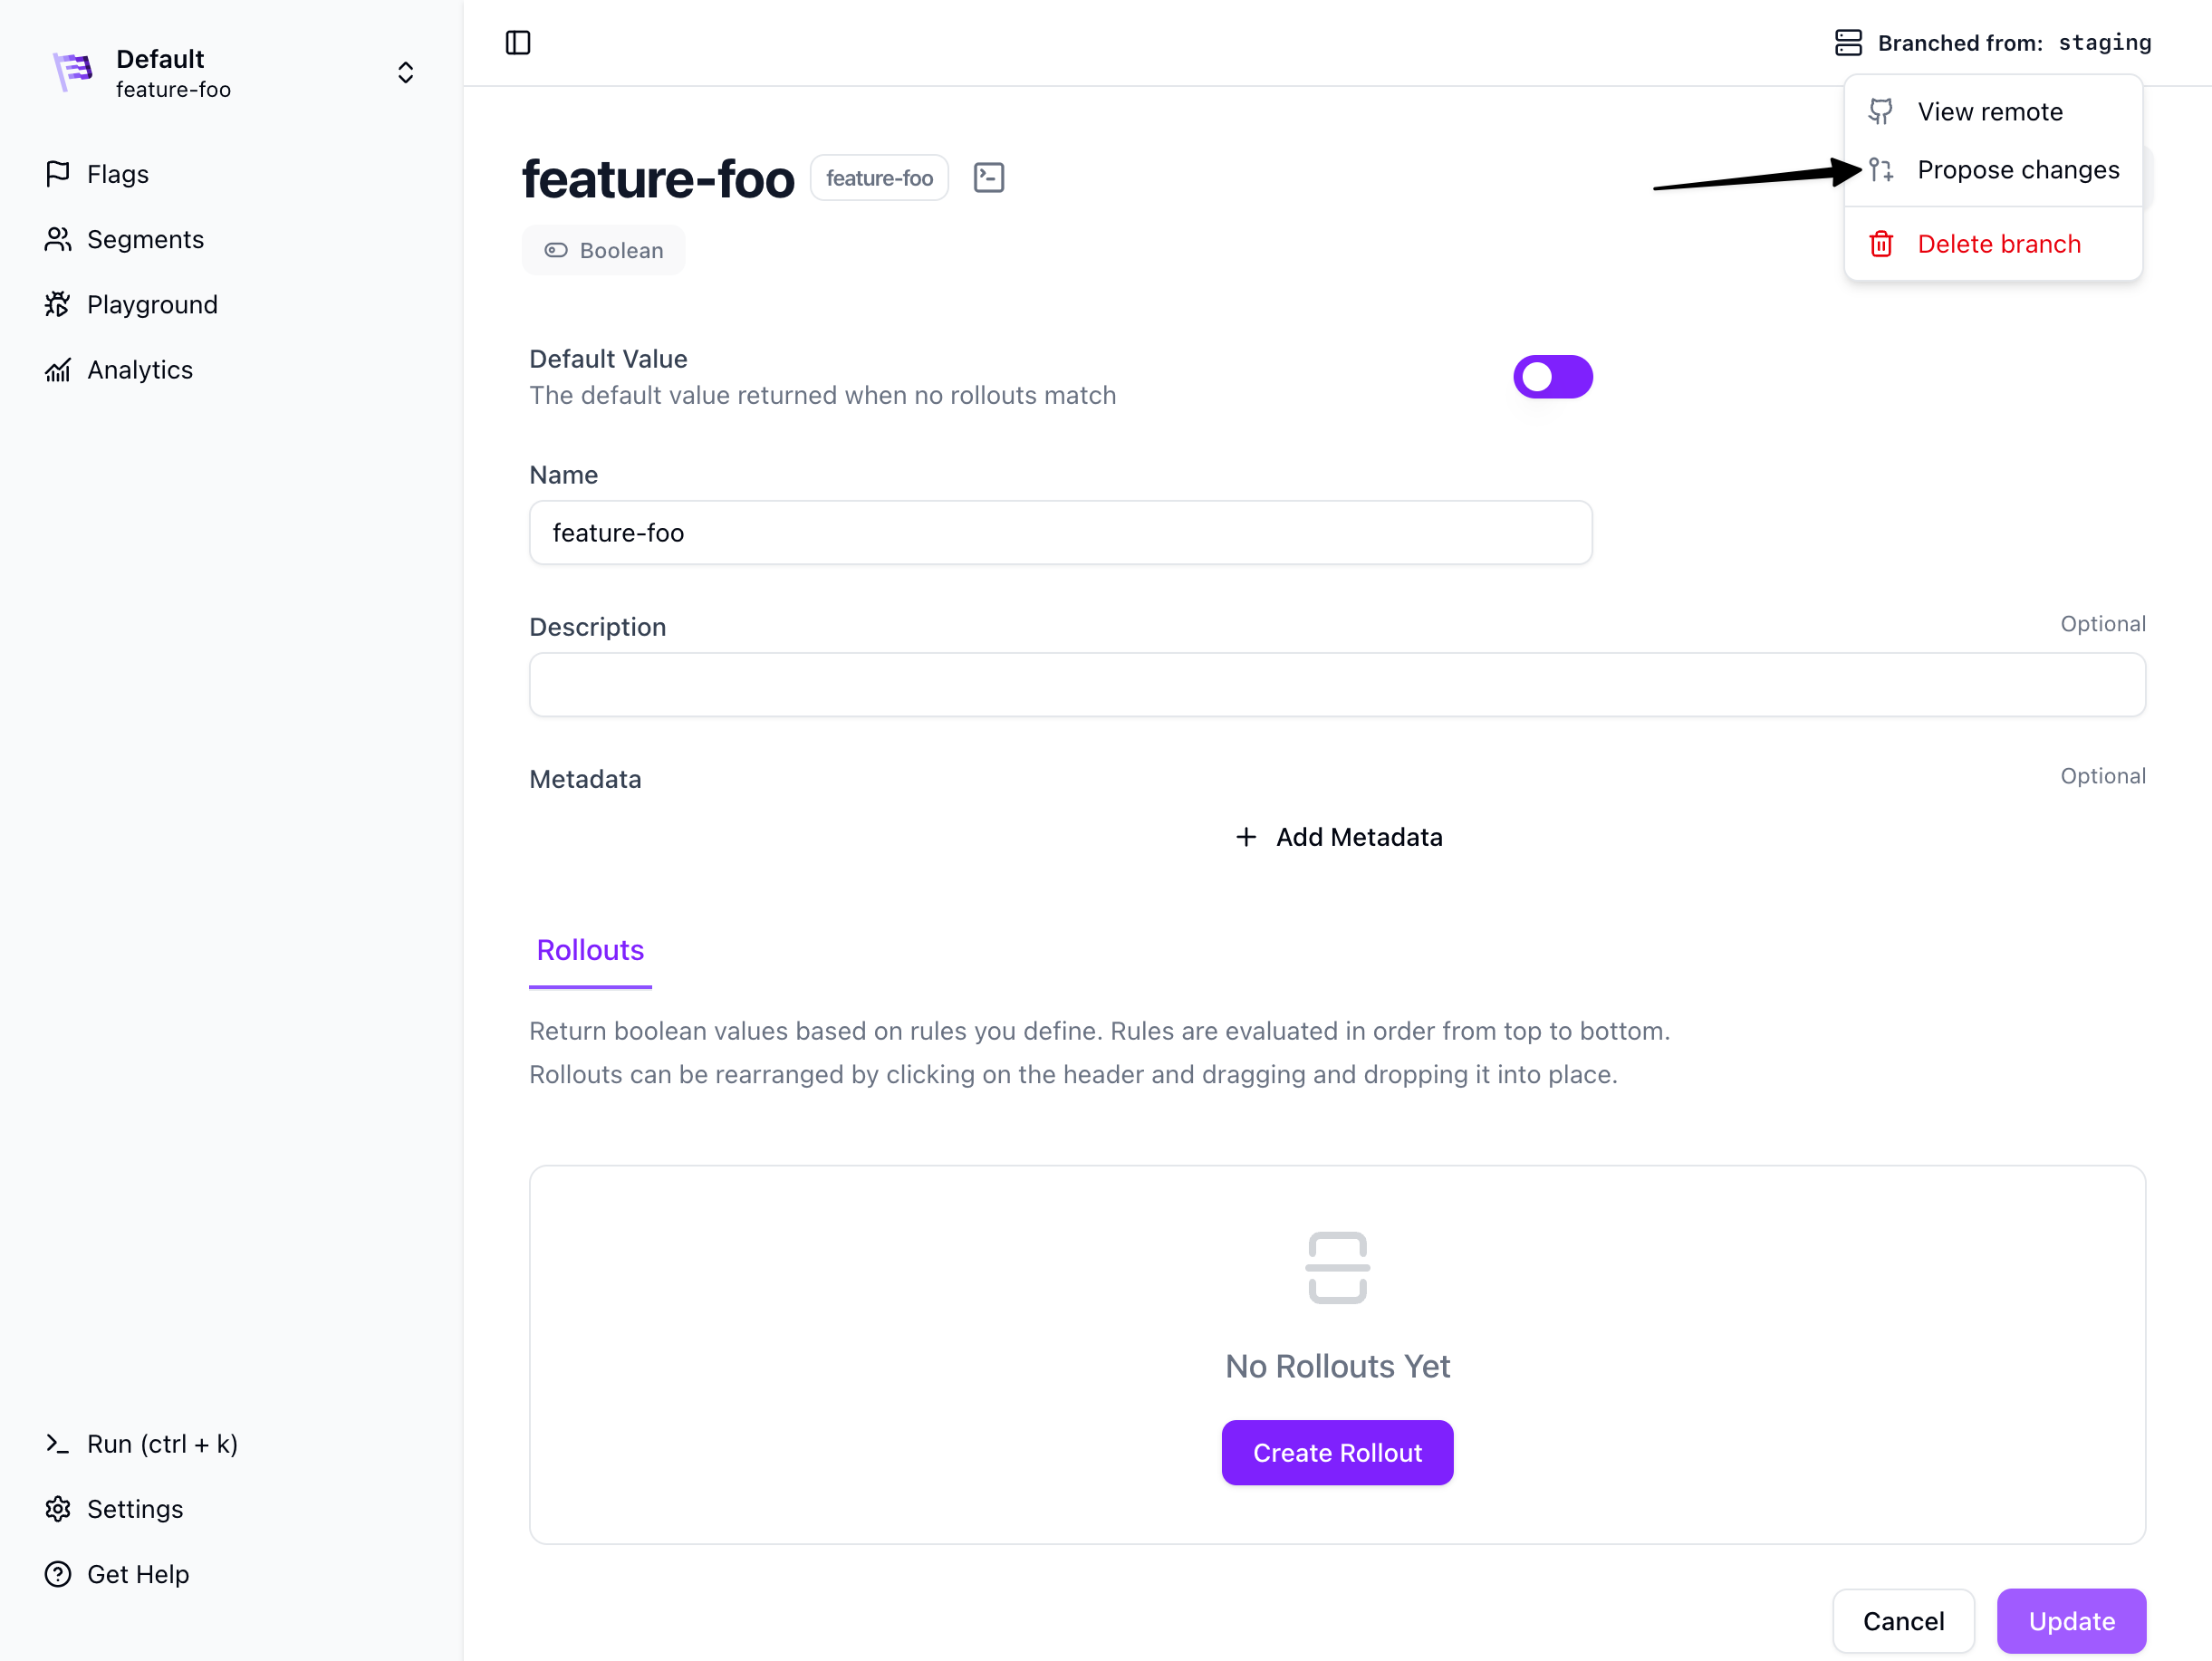 Default
feature-foo
Flags
Segments
Playground
Analytics
Run (ctrl + k)
Settings
Get Help
Branched from: staging
View remote
Propose changes
Delete branch
feature-foo feature-foo
Boolean
Default Value
The default value returned when no rollouts match
Name
feature-foo
Description Optional
Metadata Optional
Add Metadata
Rollouts
Return boolean values based on rules you define. Rules are evaluated in order from top to bottom.
Rollouts can be rearranged by clicking on the header and dragging and dropping it into place.
No Rollouts Yet
Create Rollout
Cancel Update